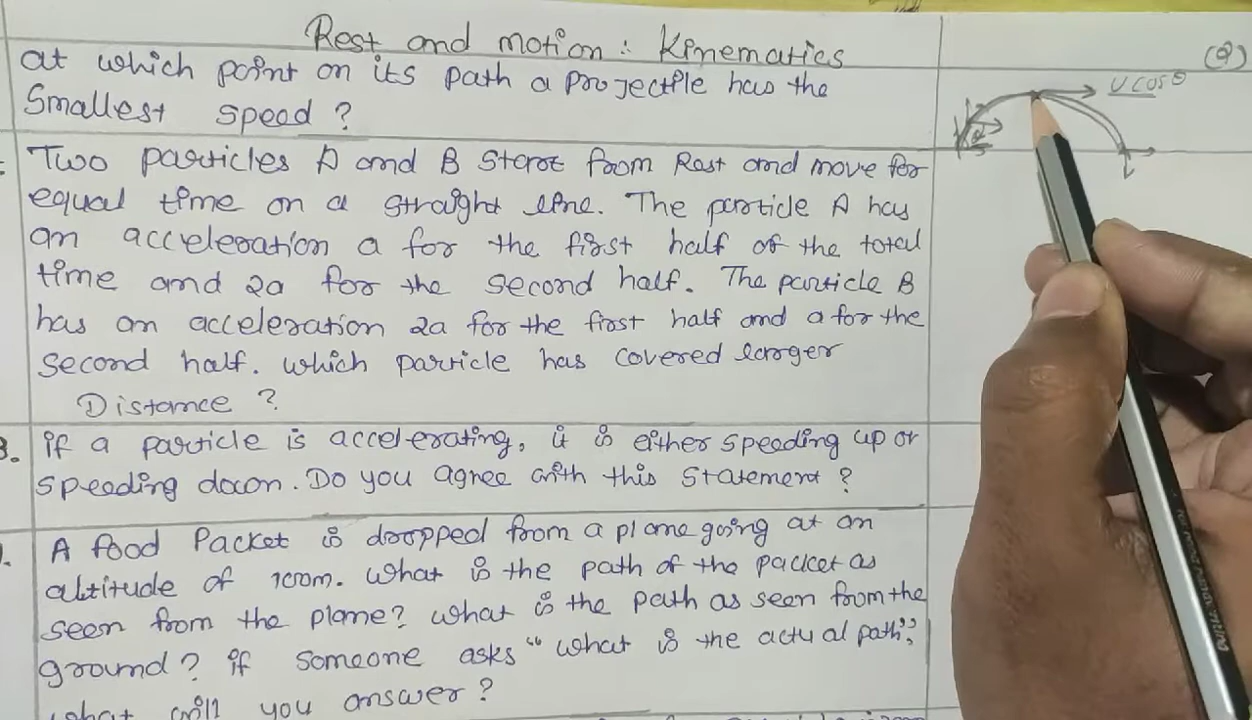 Rest and motion : Kinematics
(9)
at which point on its path a projectile has the
smallest speed ?
u cos θ
Two particles A and B start from Rest and move for
equal time on a straight line. The particle A has
an acceleration a for the first half of the total
time and 2a for the second half. The particle B
has an acceleration 2a for the first half and a for the
second half. which particle has covered larger
Distance ?
3. if a particle is accelerating, it is either speeding up or
speeding down. Do you agree with this statement ?
A food Packet is dropped from a plane going at an
altitude of 100m. What is the path of the packet as
seen from the plane? What is the path as seen from the
ground ? if someone asks "what is the actual path",
what will you answer ?